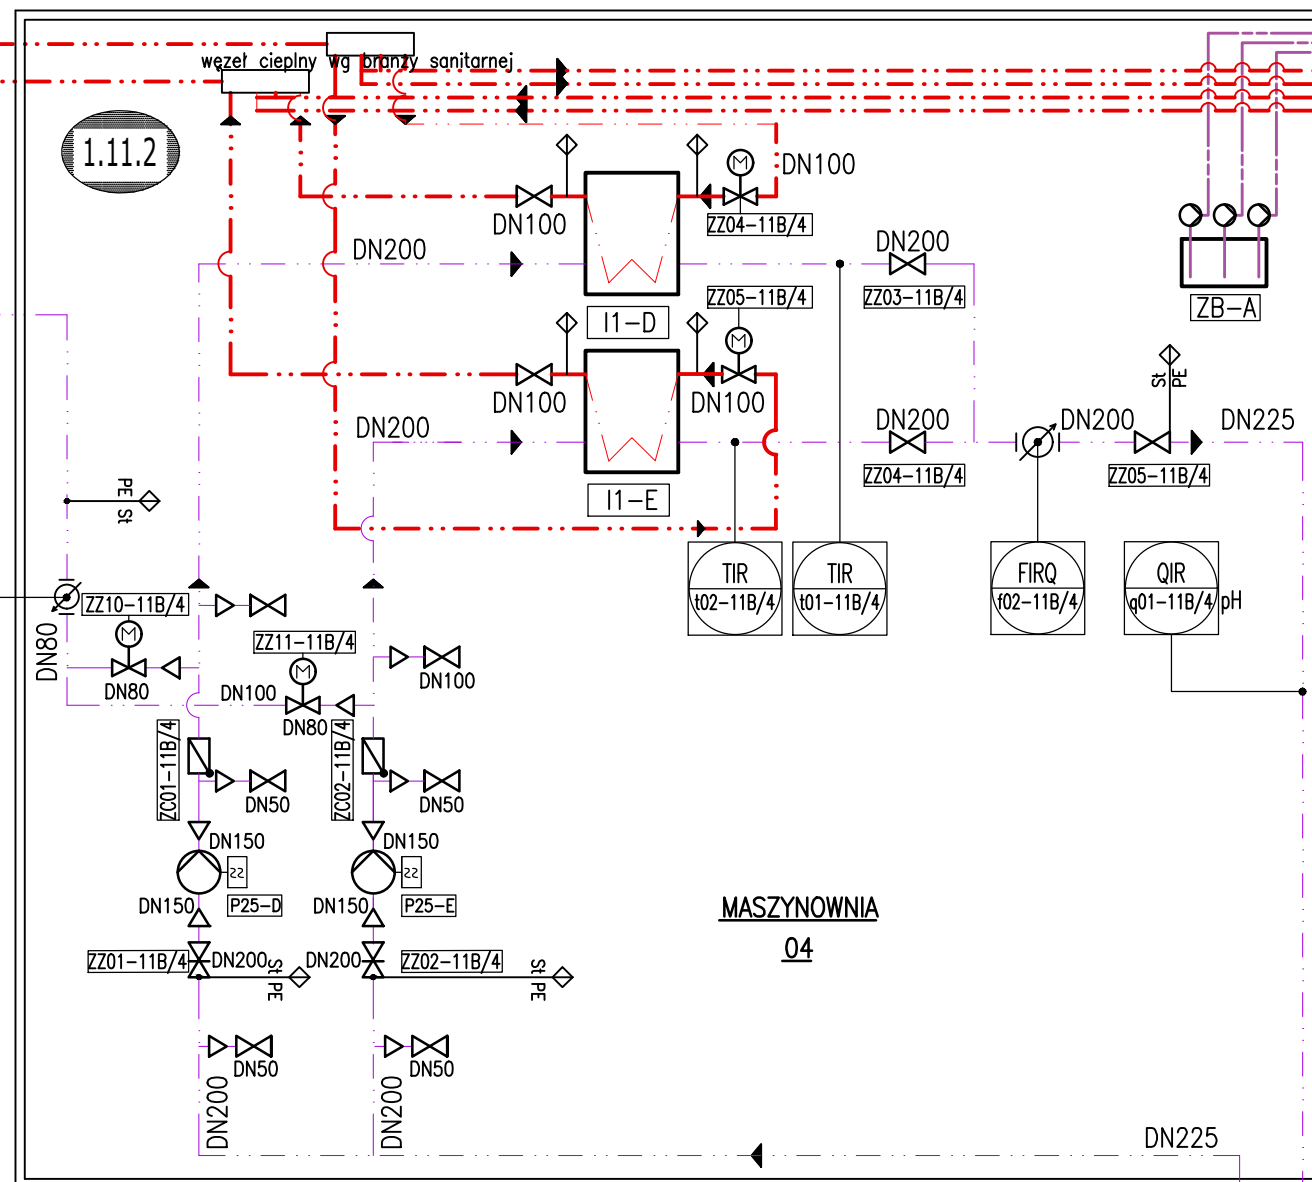 węzeł cieplny wg branży sanitarnej
1.11.2
M
DN100
DN100
ZZ04-11B/4
DN200
DN200
ZZ03-11B/4
ZB-A
I1-D
ZZ05-11B/4
M
DN100
DN100
DN200
DN200
ZZ04-11B/4
DN200
St
PE
DN225
ZZ05-11B/4
I1-E
PE St
TIR
t02-11B/4
TIR
t01-11B/4
FIRQ
f02-11B/4
QIR
q01-11B/4
pH
ZZ10-11B/4
M
DN80
DN80
ZZ11-11B/4
M
DN100
DN80
DN100
ZC01-11B/4
ZC02-11B/4
DN50
DN50
DN150
DN150
DN150
P25-D
DN150
P25-E
ZZ01-11B/4
DN200
St PE
DN200
ZZ02-11B/4
St PE
DN50
DN50
DN200
DN200
MASZYNOWNIA
04
DN225